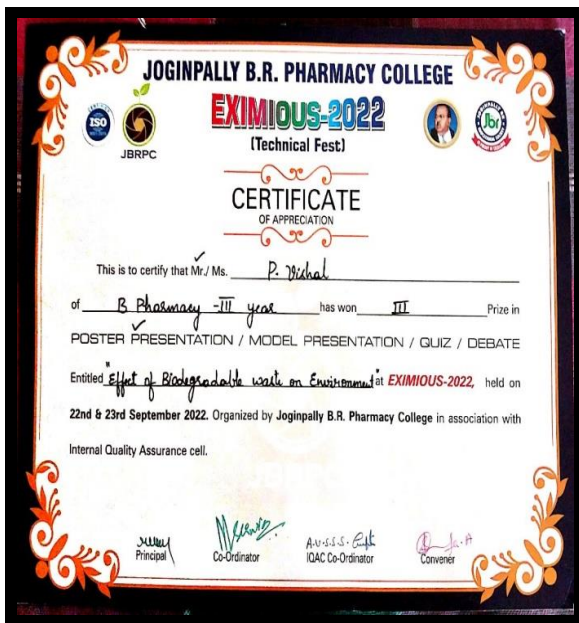 JOGINPALLY B.R. PHARMACY COLLEGE
EXIMIOUS-2022
(Technical Fest)
ISO
JBRPC
Jbr
CERTIFICATE
OF APPRECIATION
This is to certify that Mr./ Ms. P. Vishal
of B Pharmacy -III year has won III Prize in
POSTER PRESENTATION / MODEL PRESENTATION / QUIZ / DEBATE
Entitled "Effect of Biodegradable waste on Environment" at EXIMIOUS-2022, held on
22nd & 23rd September 2022. Organized by Joginpally B.R. Pharmacy College in association with
Internal Quality Assurance cell.
A.V.S.S.S. Gupta
Principal Co-Ordinator IQAC Co-Ordinator Convener